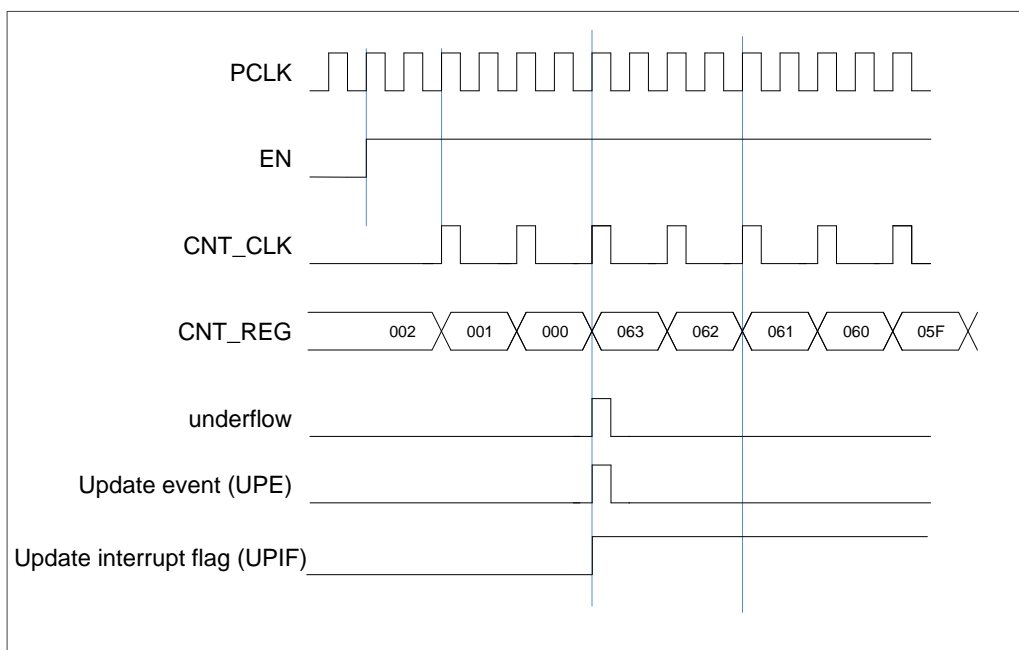 PCLK
EN
CNT_CLK
CNT_REG 002 001 000 063 062 061 060 05F
underflow
Update event (UPE)
Update interrupt flag (UPIF)